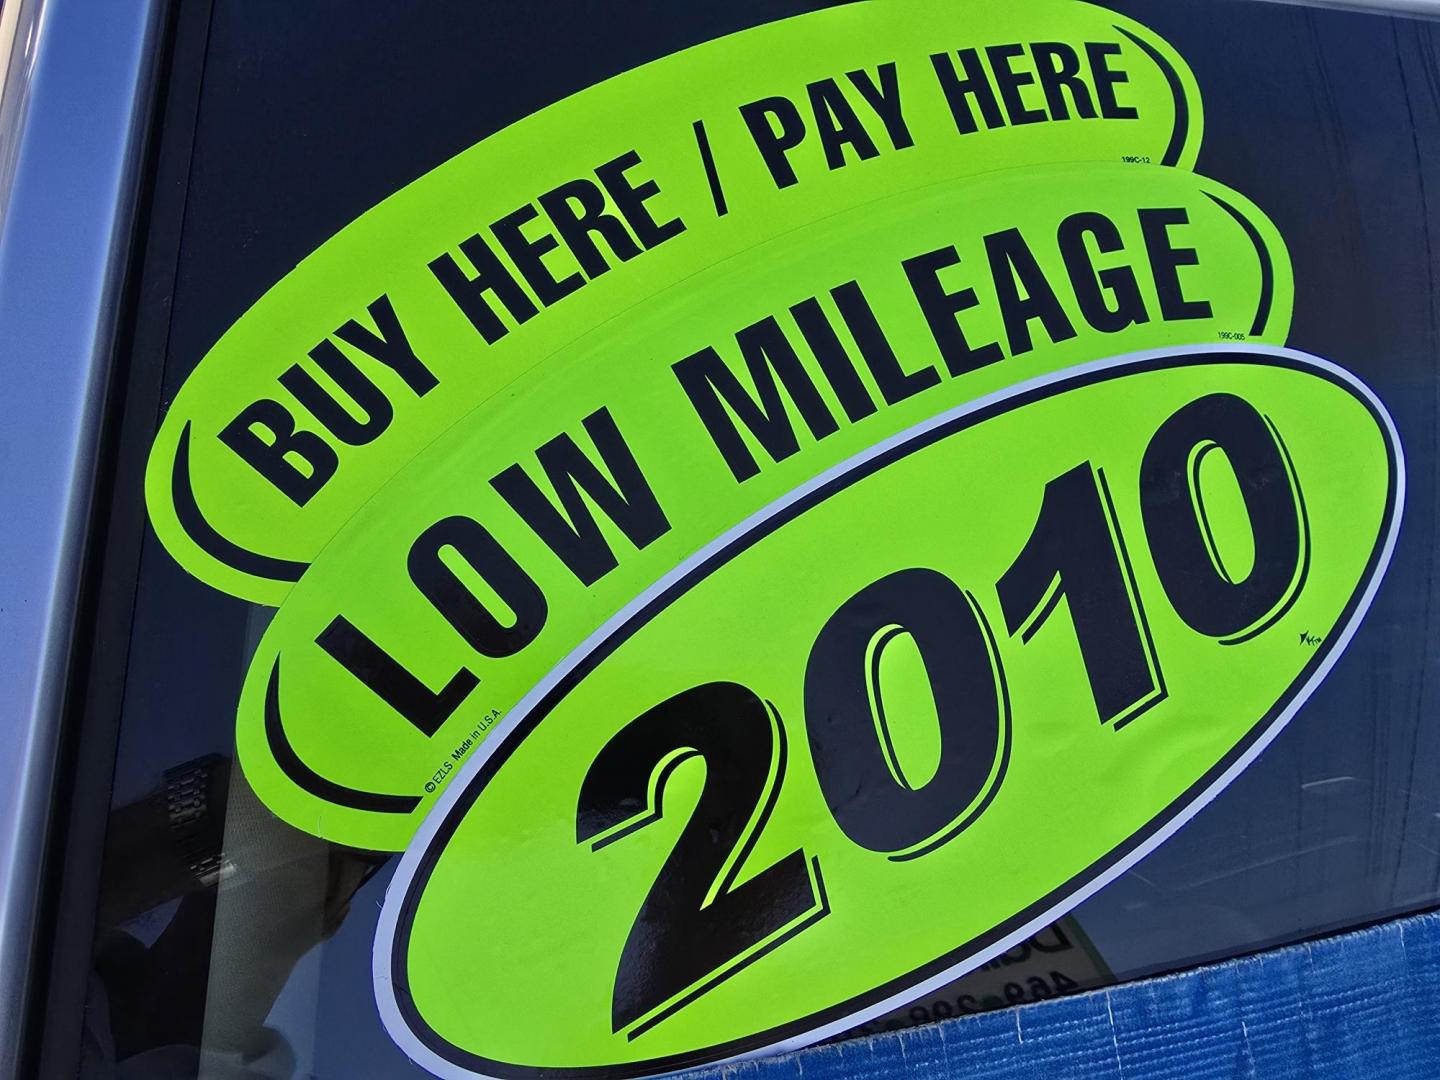 BUY HERE / PAY HERE
199C-12
LOW MILEAGE
199C-005
© EZLS Made in U.S.A.
2010